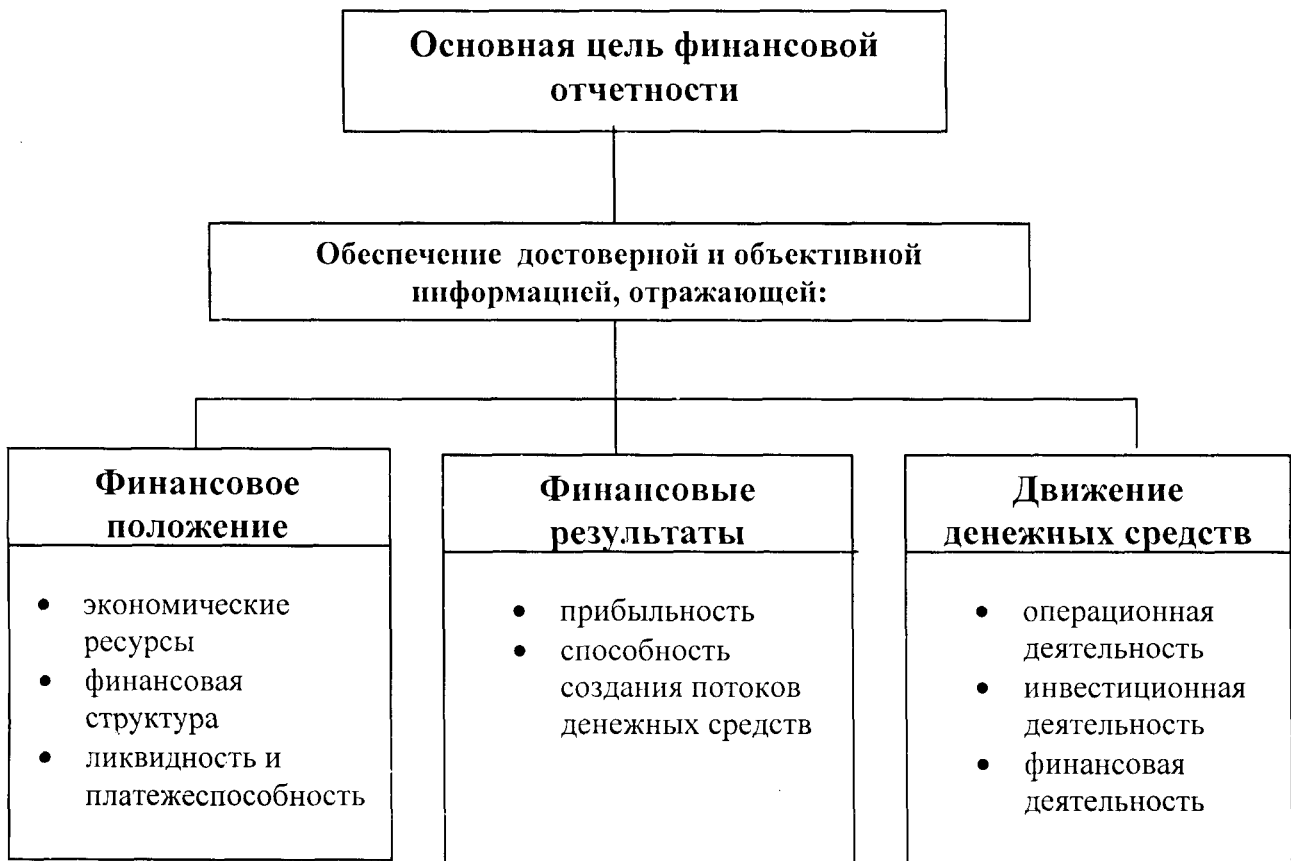 Основная цель финансовой
отчетности
Обеспечение достоверной и объективной
информацией, отражающей:
Финансовое
положение
• экономические
ресурсы
• финансовая
структура
• ликвидность и
платежеспособность
Финансовые
результаты
• прибыльность
• способность
создания потоков
денежных средств
Движение
денежных средств
• операционная
деятельность
• инвестиционная
деятельность
• финансовая
деятельность